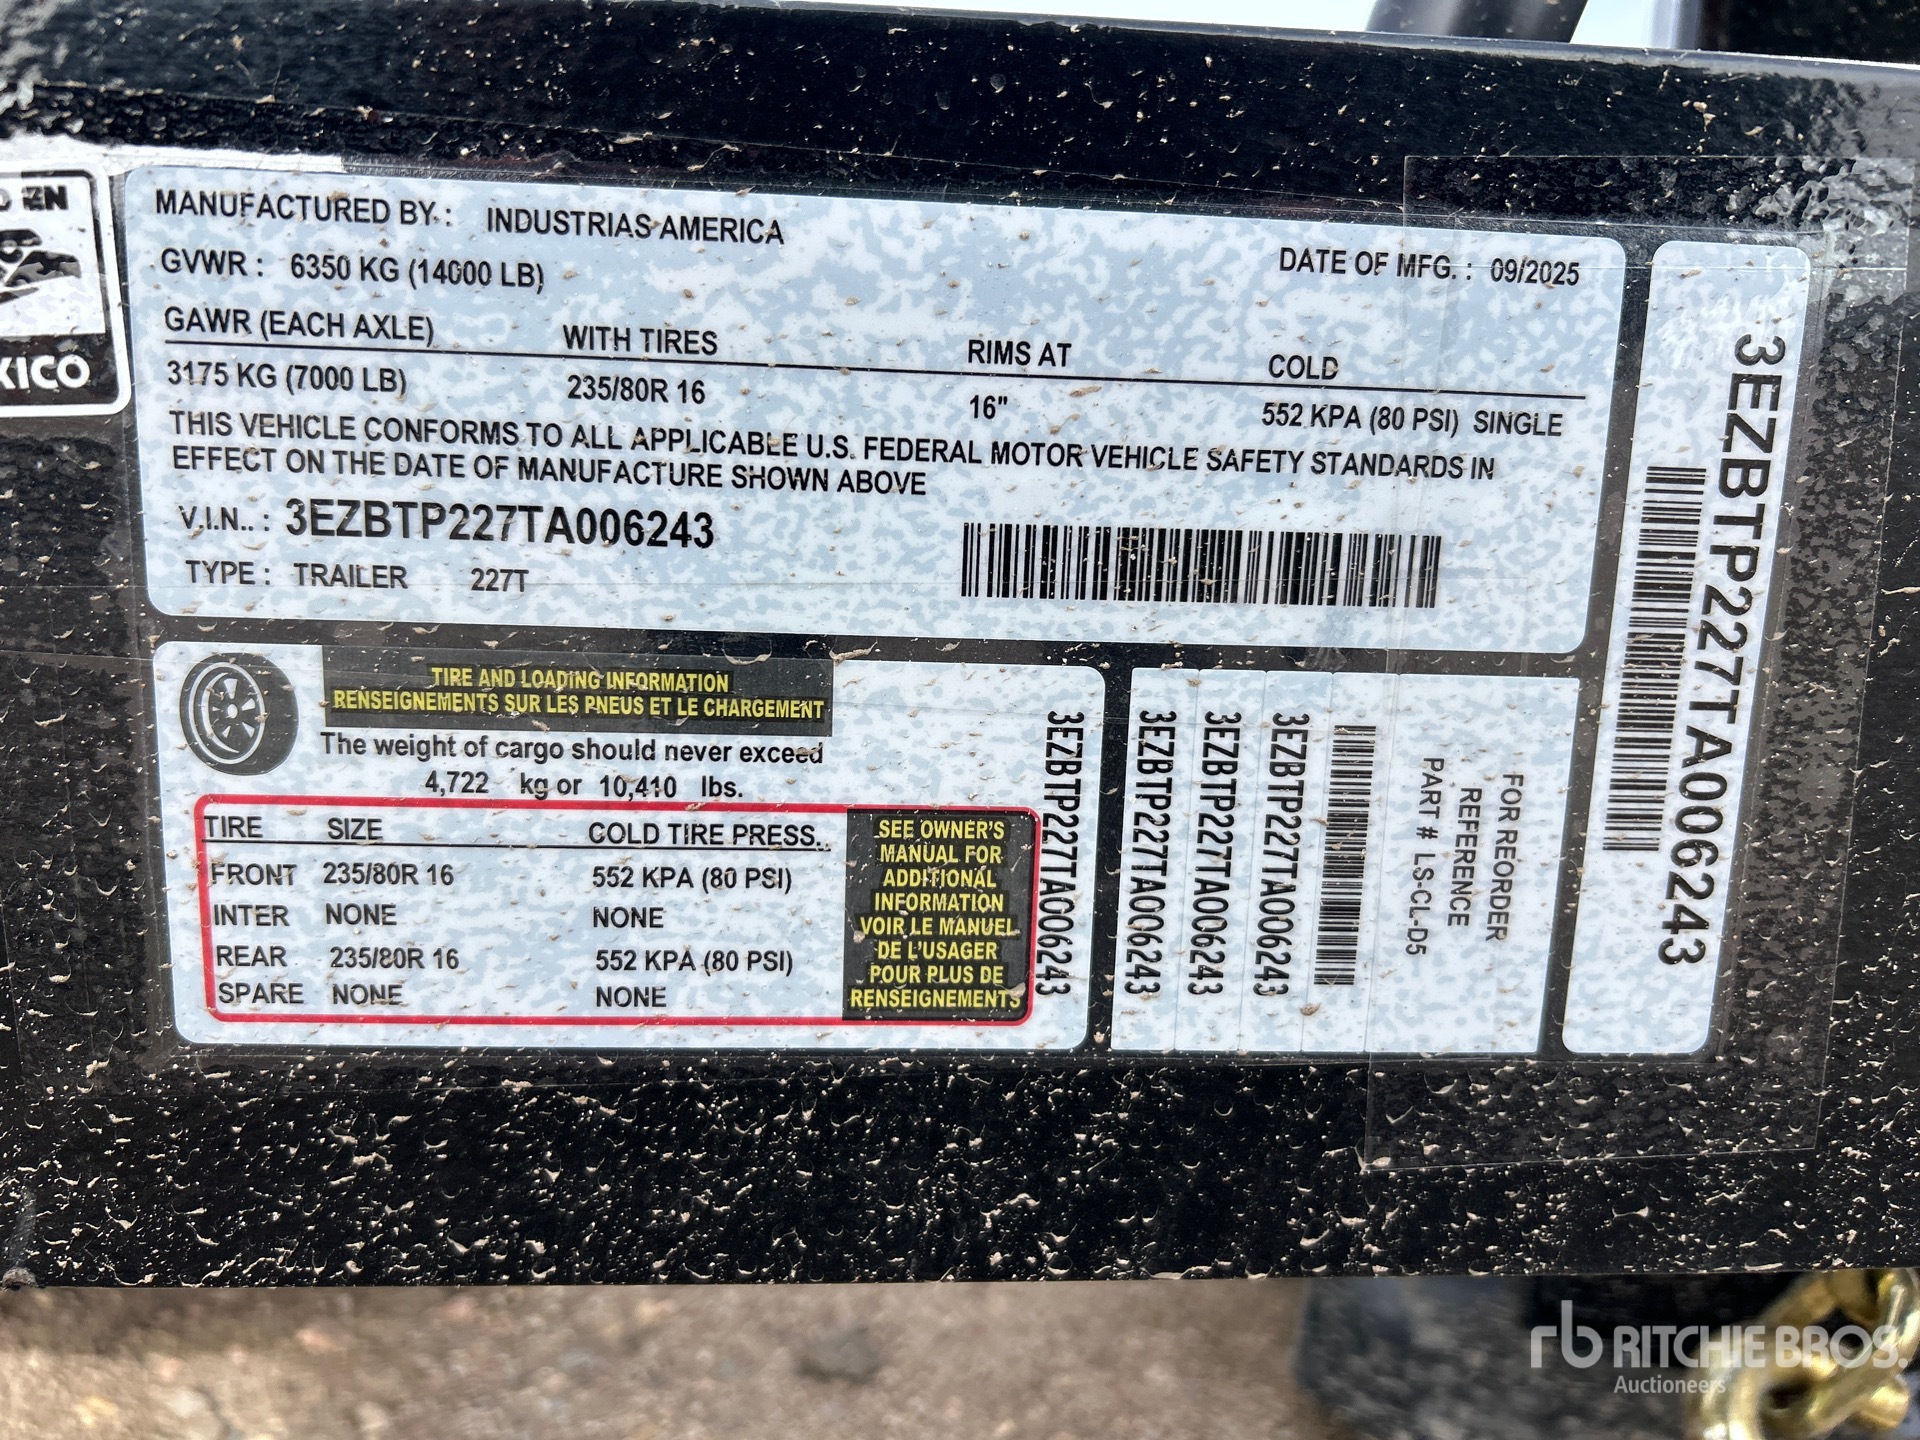 EN
XICO
MANUFACTURED BY. : INDUSTRIAS AMERICA
GVWR : 6350 KG (14000 LB)
DATE OF MFG. : 09/2025
GAWR (EACH AXLE) WITH TIRES RIMS AT COLD
3175 KG (7000 LB) 235/80R 16 16" 552 KPA (80 PSI) SINGLE
THIS VEHICLE CONFORMS TO ALL APPLICABLE U.S. FEDERAL MOTOR VEHICLE SAFETY STANDARDS IN
EFFECT ON THE DATE OF MANUFACTURE SHOWN ABOVE
V.I.N.. : 3EZBTP227TA006243
TYPE : TRAILER 227T
TIRE AND LOADING INFORMATION
RENSEIGNEMENTS SUR LES PNEUS ET LE CHARGEMENT
The weight of cargo should never exceed
4,722 kg or 10,410 lbs.
TIRE SIZE COLD TIRE PRESS..
FRONT 235/80R 16 552 KPA (80 PSI)
INTER NONE NONE
REAR 235/80R 16 552 KPA (80 PSI)
SPARE NONE NONE
SEE OWNER'S
MANUAL FOR
ADDITIONAL
INFORMATION
VOIR LE MANUEL
DE L'USAGER
POUR PLUS DE
RENSEIGNEMENTS
3EZBTP227TA006243
3EZBTP227TA006243
3EZBTP227TA006243
3EZBTP227TA006243
FOR REORDER
REFERENCE
PART # LS-CL-D5
3EZBTP227TA006243
rb RITCHIE BROS.
Auctioneers